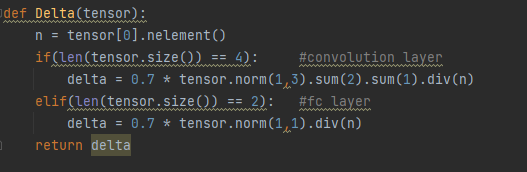 def Delta(tensor):
    n = tensor[0].nelement()
    if(len(tensor.size()) == 4):     #convolution layer
        delta = 0.7 * tensor.norm(1,3).sum(2).sum(1).div(n)
    elif(len(tensor.size()) == 2):   #fc layer
        delta = 0.7 * tensor.norm(1,1).div(n)
    return delta